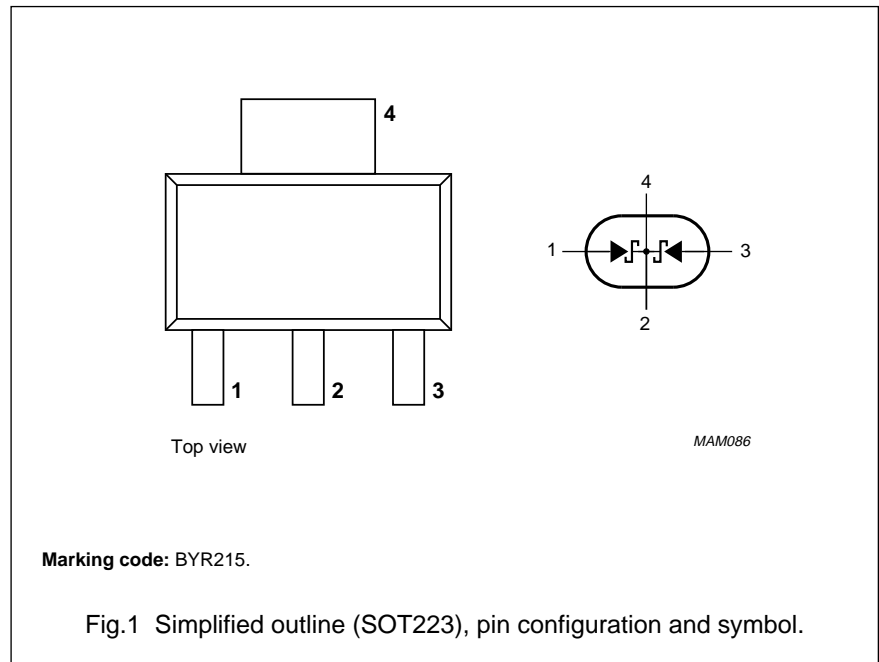 4
1
2
3
Top view
4
1
3
2
MAM086
Marking code: BYR215.
Fig.1 Simplified outline (SOT223), pin configuration and symbol.